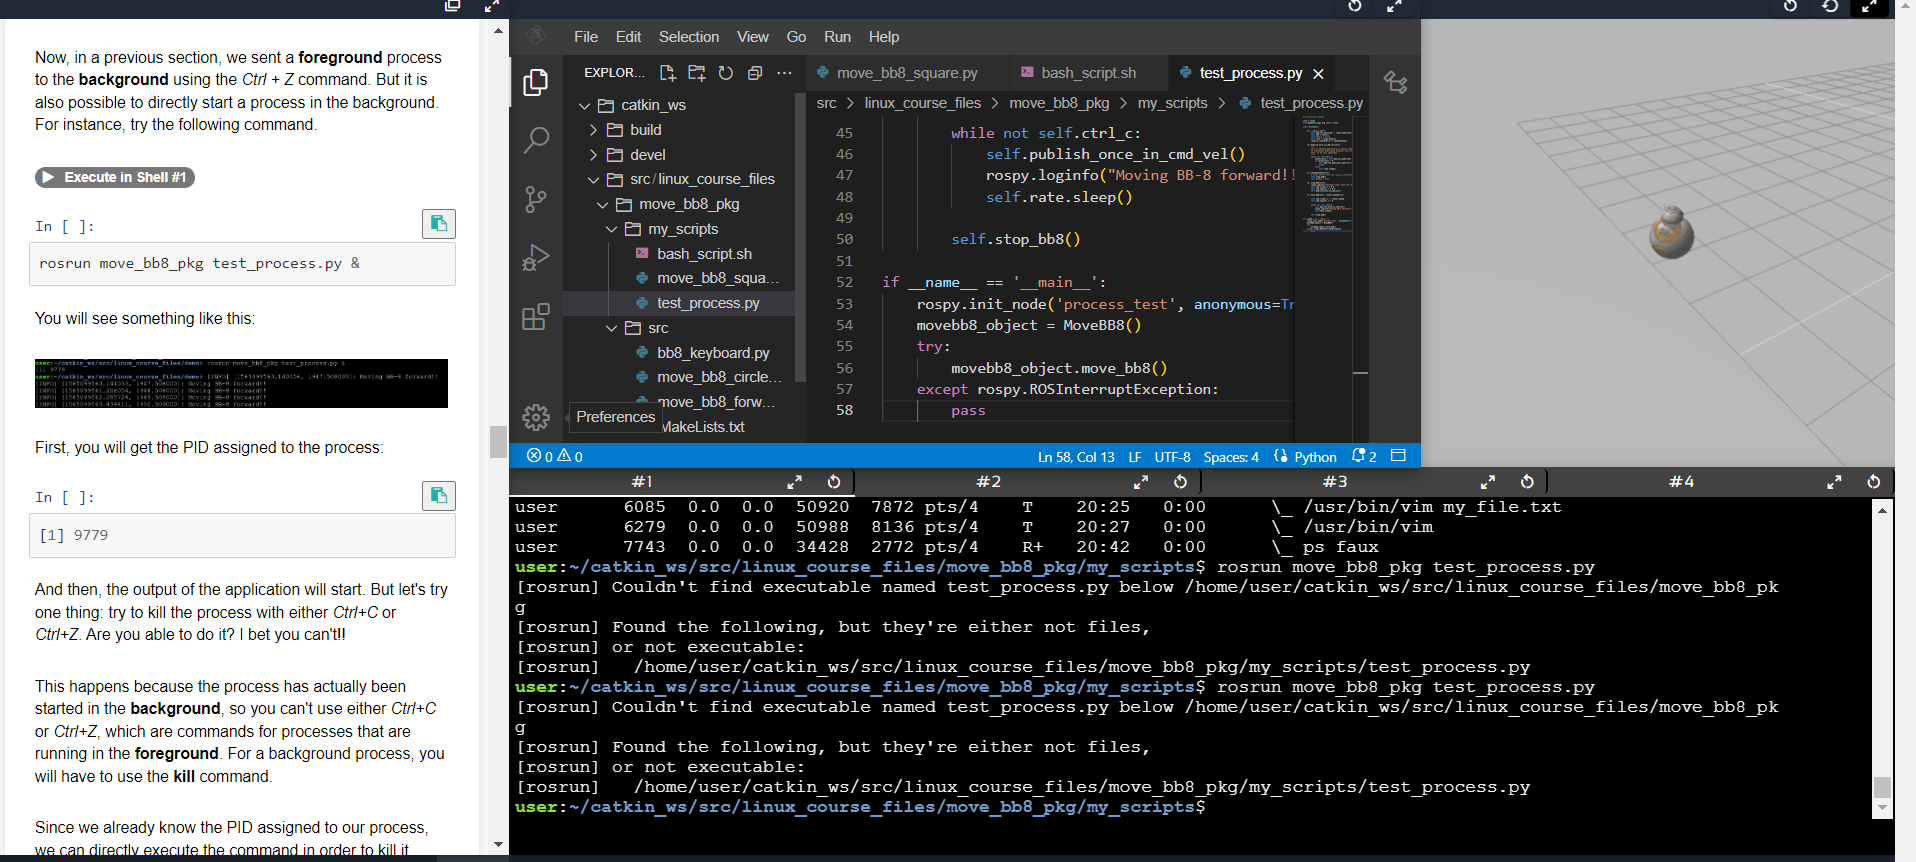 Now, in a previous section, we sent a foreground process
to the background using the Ctrl + Z command. But it is
also possible to directly start a process in the background.
For instance, try the following command.
Execute in Shell #1
In [ ]:
rosrun move_bb8_pkg test_process.py &
You will see something like this:
user:~/catkin_ws/src/linux_course_files/demo> rosrun move_bb8_pkg test_process.py &
[1] 9779
First, you will get the PID assigned to the process:
In [ ]:
[1] 9779
And then, the output of the application will start. But let's try
one thing: try to kill the process with either Ctrl+C or
Ctrl+Z. Are you able to do it? I bet you can't!!
This happens because the process has actually been
started in the background, so you can't use either Ctrl+C
or Ctrl+Z, which are commands for processes that are
running in the foreground. For a background process, you
will have to use the kill command.
Since we already know the PID assigned to our process,
we can directly execute the command in order to kill it
File Edit Selection View Go Run Help
EXPLOR...
catkin_ws
build
devel
src/linux_course_files
move_bb8_pkg
my_scripts
bash_script.sh
move_bb8_squa...
test_process.py
src
bb8_keyboard.py
move_bb8_circle...
move_bb8_forw...
MakeLists.txt
Preferences
move_bb8_square.py bash_script.sh test_process.py
src > linux_course_files > move_bb8_pkg > my_scripts > test_process.py
45 while not self.ctrl_c:
46 self.publish_once_in_cmd_vel()
47 rospy.loginfo("Moving BB-8 forward!!
48 self.rate.sleep()
49
50 self.stop_bb8()
51
52 if __name__ == '__main__':
53 rospy.init_node('process_test', anonymous=Tr
54 movebb8_object = MoveBB8()
55 try:
56 movebb8_object.move_bb8()
57 except rospy.ROSInterruptException:
58 pass
0 0 Ln 58, Col 13 LF UTF-8 Spaces: 4 Python 2
#1 #2 #3 #4
user 6085 0.0 0.0 50920 7872 pts/4 T 20:25 0:00 \_ /usr/bin/vim my_file.txt
user 6279 0.0 0.0 50988 8136 pts/4 T 20:27 0:00 \_ /usr/bin/vim
user 7743 0.0 0.0 34428 2772 pts/4 R+ 20:42 0:00 \_ ps faux
user:~/catkin_ws/src/linux_course_files/move_bb8_pkg/my_scripts$ rosrun move_bb8_pkg test_process.py
[rosrun] Couldn't find executable named test_process.py below /home/user/catkin_ws/src/linux_course_files/move_bb8_pk
g
[rosrun] Found the following, but they're either not files,
[rosrun] or not executable:
[rosrun]   /home/user/catkin_ws/src/linux_course_files/move_bb8_pkg/my_scripts/test_process.py
user:~/catkin_ws/src/linux_course_files/move_bb8_pkg/my_scripts$ rosrun move_bb8_pkg test_process.py
[rosrun] Couldn't find executable named test_process.py below /home/user/catkin_ws/src/linux_course_files/move_bb8_pk
g
[rosrun] Found the following, but they're either not files,
[rosrun] or not executable:
[rosrun]   /home/user/catkin_ws/src/linux_course_files/move_bb8_pkg/my_scripts/test_process.py
user:~/catkin_ws/src/linux_course_files/move_bb8_pkg/my_scripts$